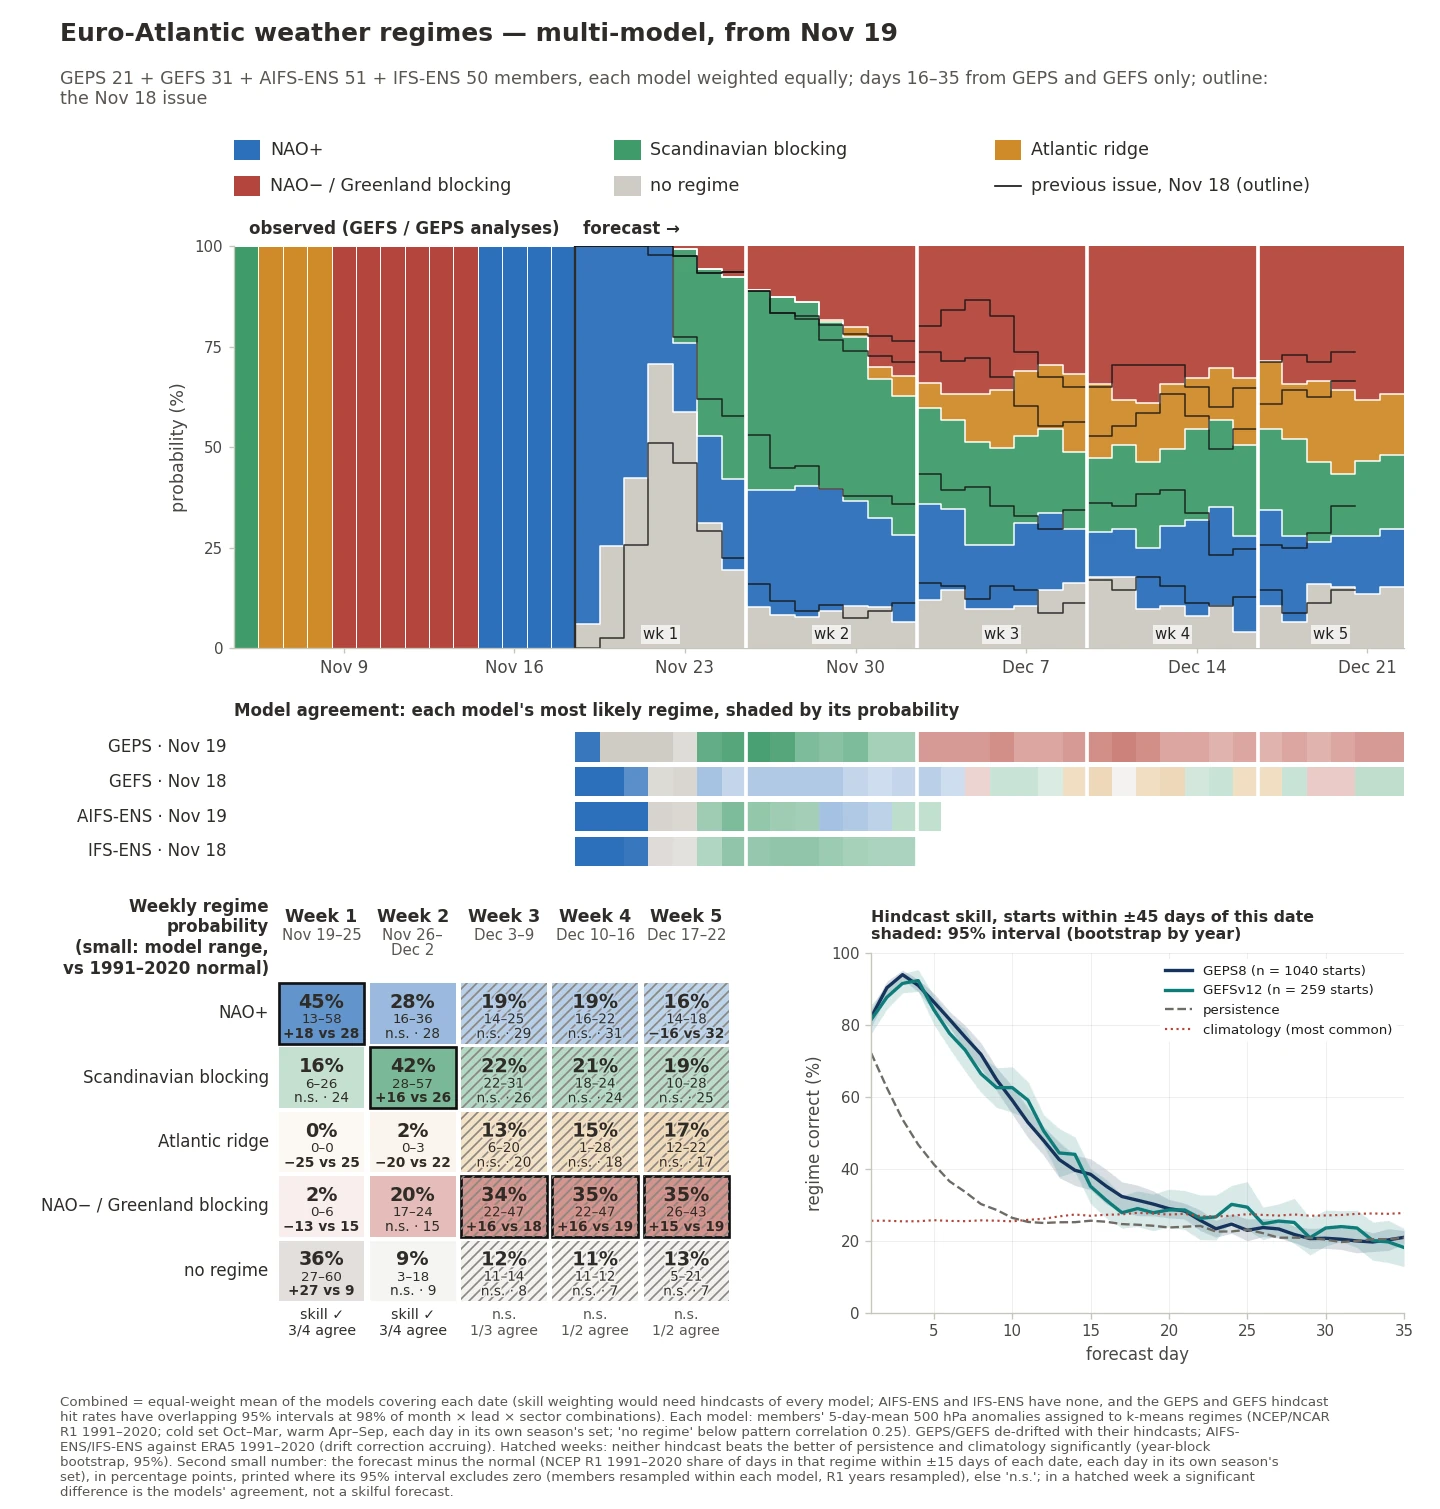 Euro-Atlantic weather regimes — multi-model, from Nov 19
GEPS 21 + GEFS 31 + AIFS-ENS 51 + IFS-ENS 50 members, each model weighted equally; days 16–35 from GEPS and GEFS only; outline:
the Nov 18 issue
NAO+
Scandinavian blocking
Atlantic ridge
NAO− / Greenland blocking
no regime
previous issue, Nov 18 (outline)
observed (GEFS / GEPS analyses)
forecast →
100
75
50
25
0
probability (%)
wk 1
wk 2
wk 3
wk 4
wk 5
Nov 9
Nov 16
Nov 23
Nov 30
Dec 7
Dec 14
Dec 21
Model agreement: each model's most likely regime, shaded by its probability
GEPS · Nov 19
GEFS · Nov 18
AIFS-ENS · Nov 19
IFS-ENS · Nov 18
Weekly regime
probability
(small: model range,
vs 1991–2020 normal)
Week 1
Nov 19–25
Week 2
Nov 26–
Dec 2
Week 3
Dec 3–9
Week 4
Dec 10–16
Week 5
Dec 17–22
NAO+
45%
13–58
+18 vs 28
28%
16–36
n.s. · 28
19%
14–25
n.s. · 29
19%
16–22
n.s. · 31
16%
14–18
−16 vs 32
Scandinavian blocking
16%
6–26
n.s. · 24
42%
28–57
+16 vs 26
22%
22–31
n.s. · 26
21%
18–24
n.s. · 24
19%
10–28
n.s. · 25
Atlantic ridge
0%
0–0
−25 vs 25
2%
0–3
−20 vs 22
13%
6–20
n.s. · 20
15%
1–28
n.s. · 18
17%
12–22
n.s. · 17
NAO− / Greenland blocking
2%
0–6
−13 vs 15
20%
17–24
n.s. · 15
34%
22–47
+16 vs 18
35%
22–47
+16 vs 19
35%
26–43
+15 vs 19
no regime
36%
27–60
+27 vs 9
9%
3–18
n.s. · 9
12%
11–14
n.s. · 8
11%
11–12
n.s. · 7
13%
5–21
n.s. · 7
skill ✓
3/4 agree
skill ✓
3/4 agree
n.s.
1/3 agree
n.s.
1/2 agree
n.s.
1/2 agree
Hindcast skill, starts within ±45 days of this date
shaded: 95% interval (bootstrap by year)
GEPS8 (n = 1040 starts)
GEFSv12 (n = 259 starts)
persistence
climatology (most common)
100
80
60
40
20
0
regime correct (%)
5
10
15
20
25
30
35
forecast day
Combined = equal-weight mean of the models covering each date (skill weighting would need hindcasts of every model; AIFS-ENS and IFS-ENS have none, and the GEPS and GEFS hindcast
hit rates have overlapping 95% intervals at 98% of month × lead × sector combinations). Each model: members' 5-day-mean 500 hPa anomalies assigned to k-means regimes (NCEP/NCAR
R1 1991–2020; cold set Oct–Mar, warm Apr–Sep, each day in its own season's set; 'no regime' below pattern correlation 0.25). GEPS/GEFS de-drifted with their hindcasts; AIFS-
ENS/IFS-ENS against ERA5 1991–2020 (drift correction accruing). Hatched weeks: neither hindcast beats the better of persistence and climatology significantly (year-block
bootstrap, 95%). Second small number: the forecast minus the normal (NCEP R1 1991–2020 share of days in that regime within ±15 days of each date, each day in its own season's
set), in percentage points, printed where its 95% interval excludes zero (members resampled within each model, R1 years resampled), else 'n.s.'; in a hatched week a significant
difference is the models' agreement, not a skilful forecast.